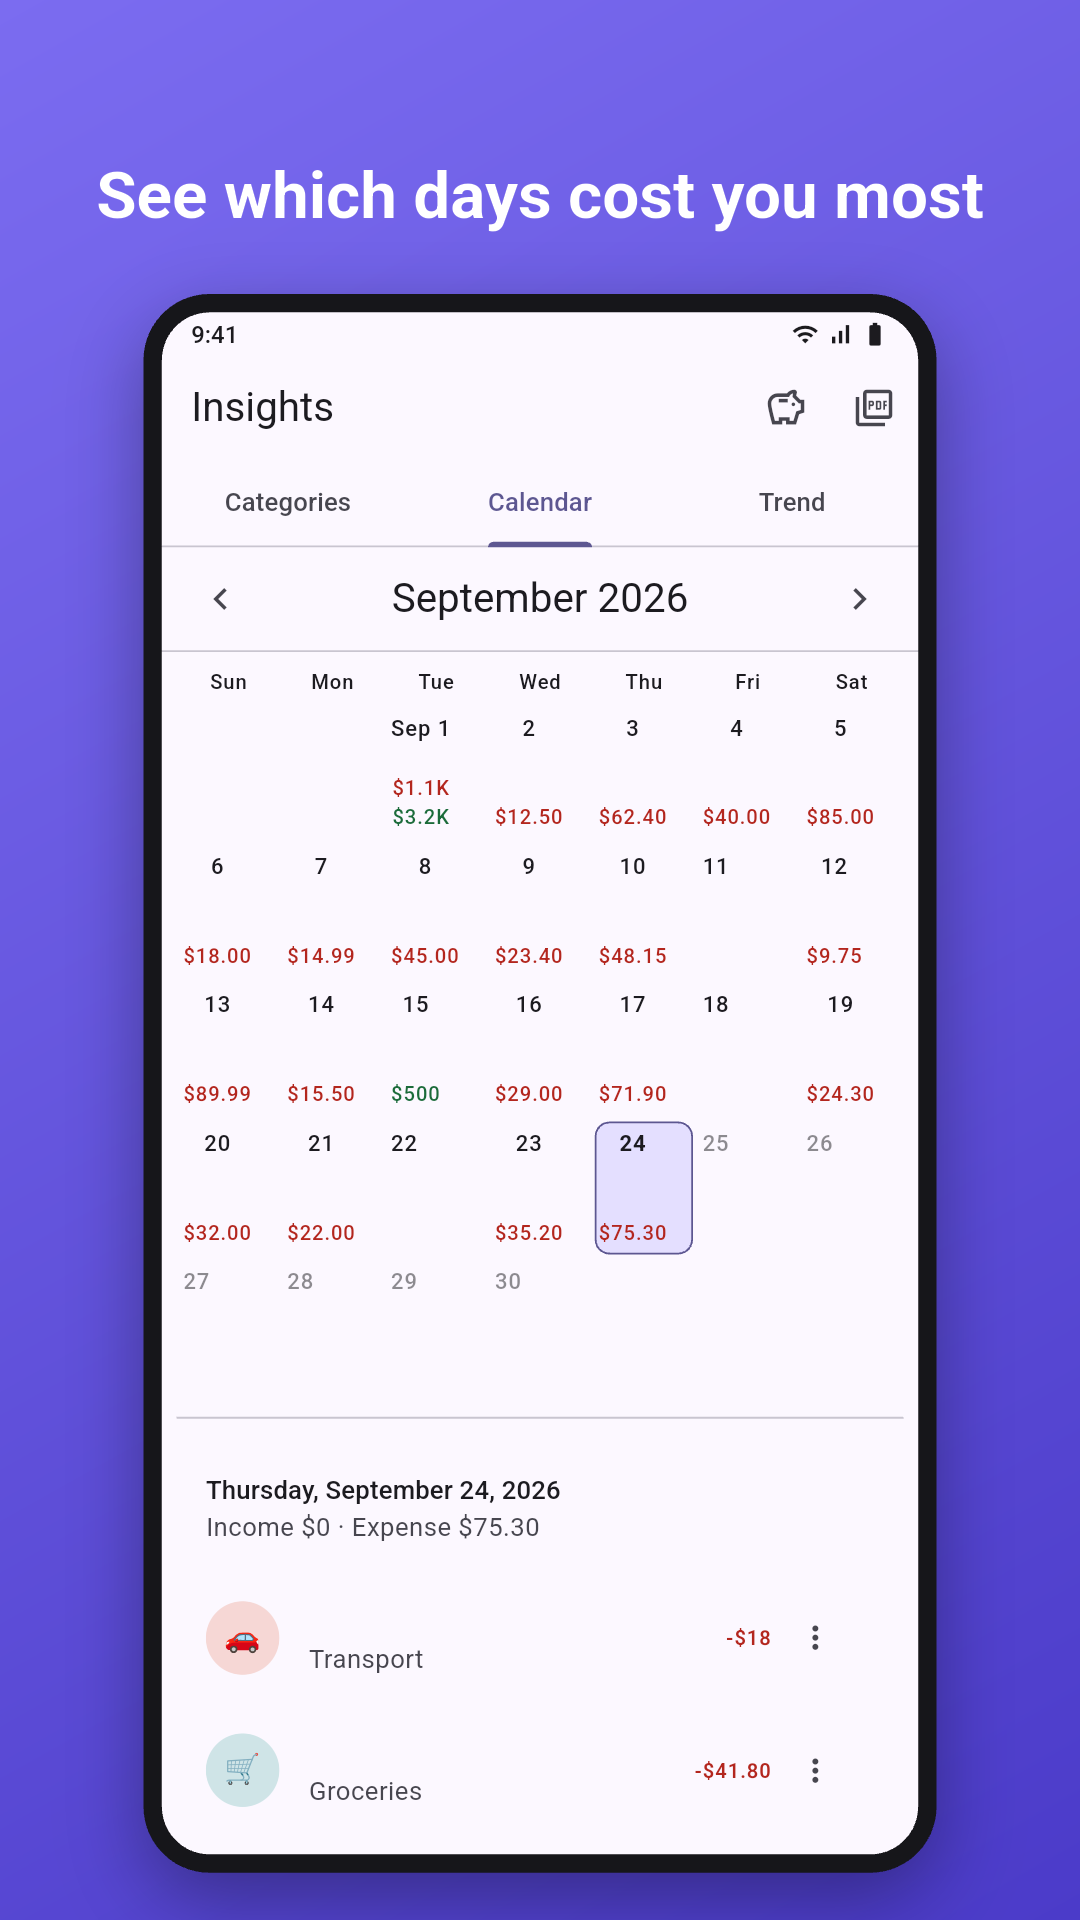 See which days cost you most
9:41
Insights
PDF
Categories Calendar Trend
September 2026
Sun Mon Tue Wed Thu Fri Sat
Sep 1 2 3 4 5
$1.1K
$3.2K $12.50 $62.40 $40.00 $85.00
6 7 8 9 10 11 12
$18.00 $14.99 $45.00 $23.40 $48.15 $9.75
13 14 15 16 17 18 19
$89.99 $15.50 $500 $29.00 $71.90 $24.30
20 21 22 23 24 25 26
$32.00 $22.00 $35.20 $75.30
27 28 29 30
Thursday, September 24, 2026
Income $0 · Expense $75.30
Transport -$18
Groceries -$41.80